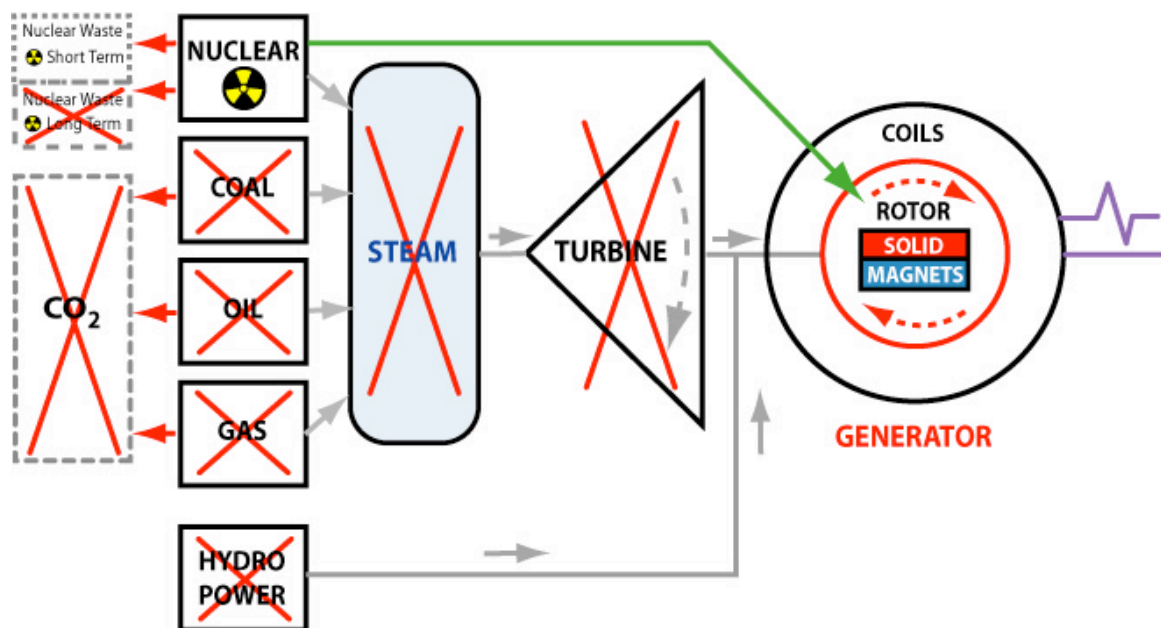 Nuclear Waste
Short Term
Nuclear Waste
Long Term
NUCLEAR
COAL
OIL
GAS
CO2
HYDRO
POWER
STEAM
TURBINE
COILS
ROTOR
SOLID
MAGNETS
GENERATOR